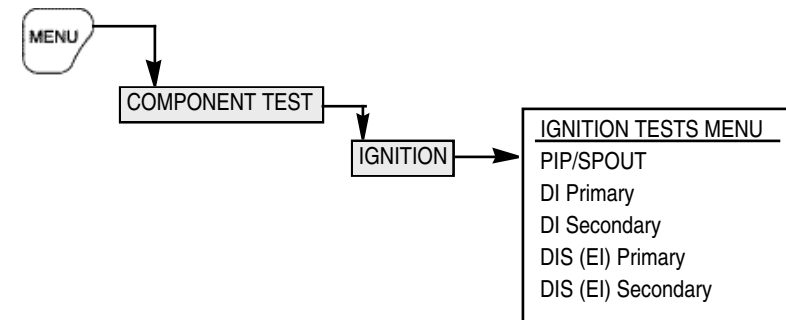 MENU
COMPONENT TEST
IGNITION
IGNITION TESTS MENU
PIP/SPOUT
DI Primary
DI Secondary
DIS (EI) Primary
DIS (EI) Secondary